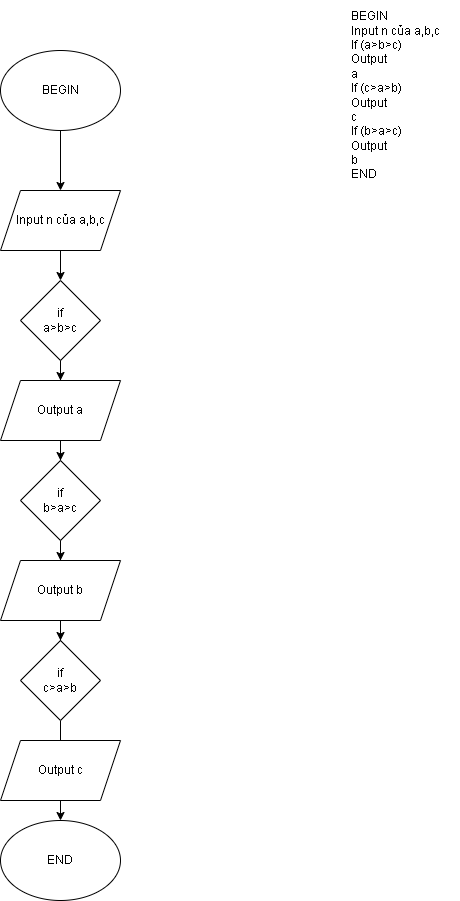 BEGIN
Input n của a,b,c
if
a>b>c
Output a
if
b>a>c
Output b
if
c>a>b
Output c
END
BEGIN
Input n của a,b,c
If (a>b>c)
Output
a
If (c>a>b)
Output
c
If (b>a>c)
Output
b
END